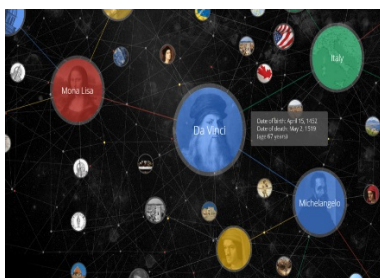 Italy
Mona Lisa
Da Vinci
Date of birth: April 15, 1452
Date of death: May 2, 1519
(age 67 years)
Michelangelo